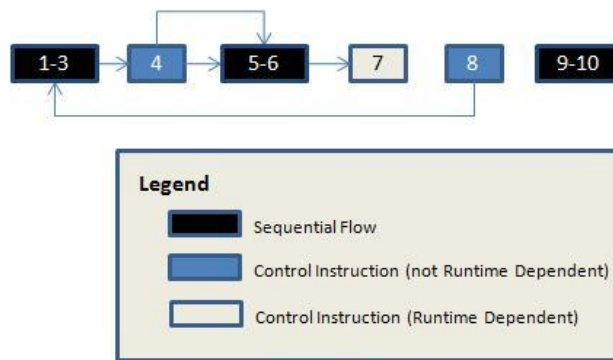 1-3 4 5-6 7 8 9-10
Legend
Sequential Flow
Control Instruction (not Runtime Dependent)
Control Instruction (Runtime Dependent)